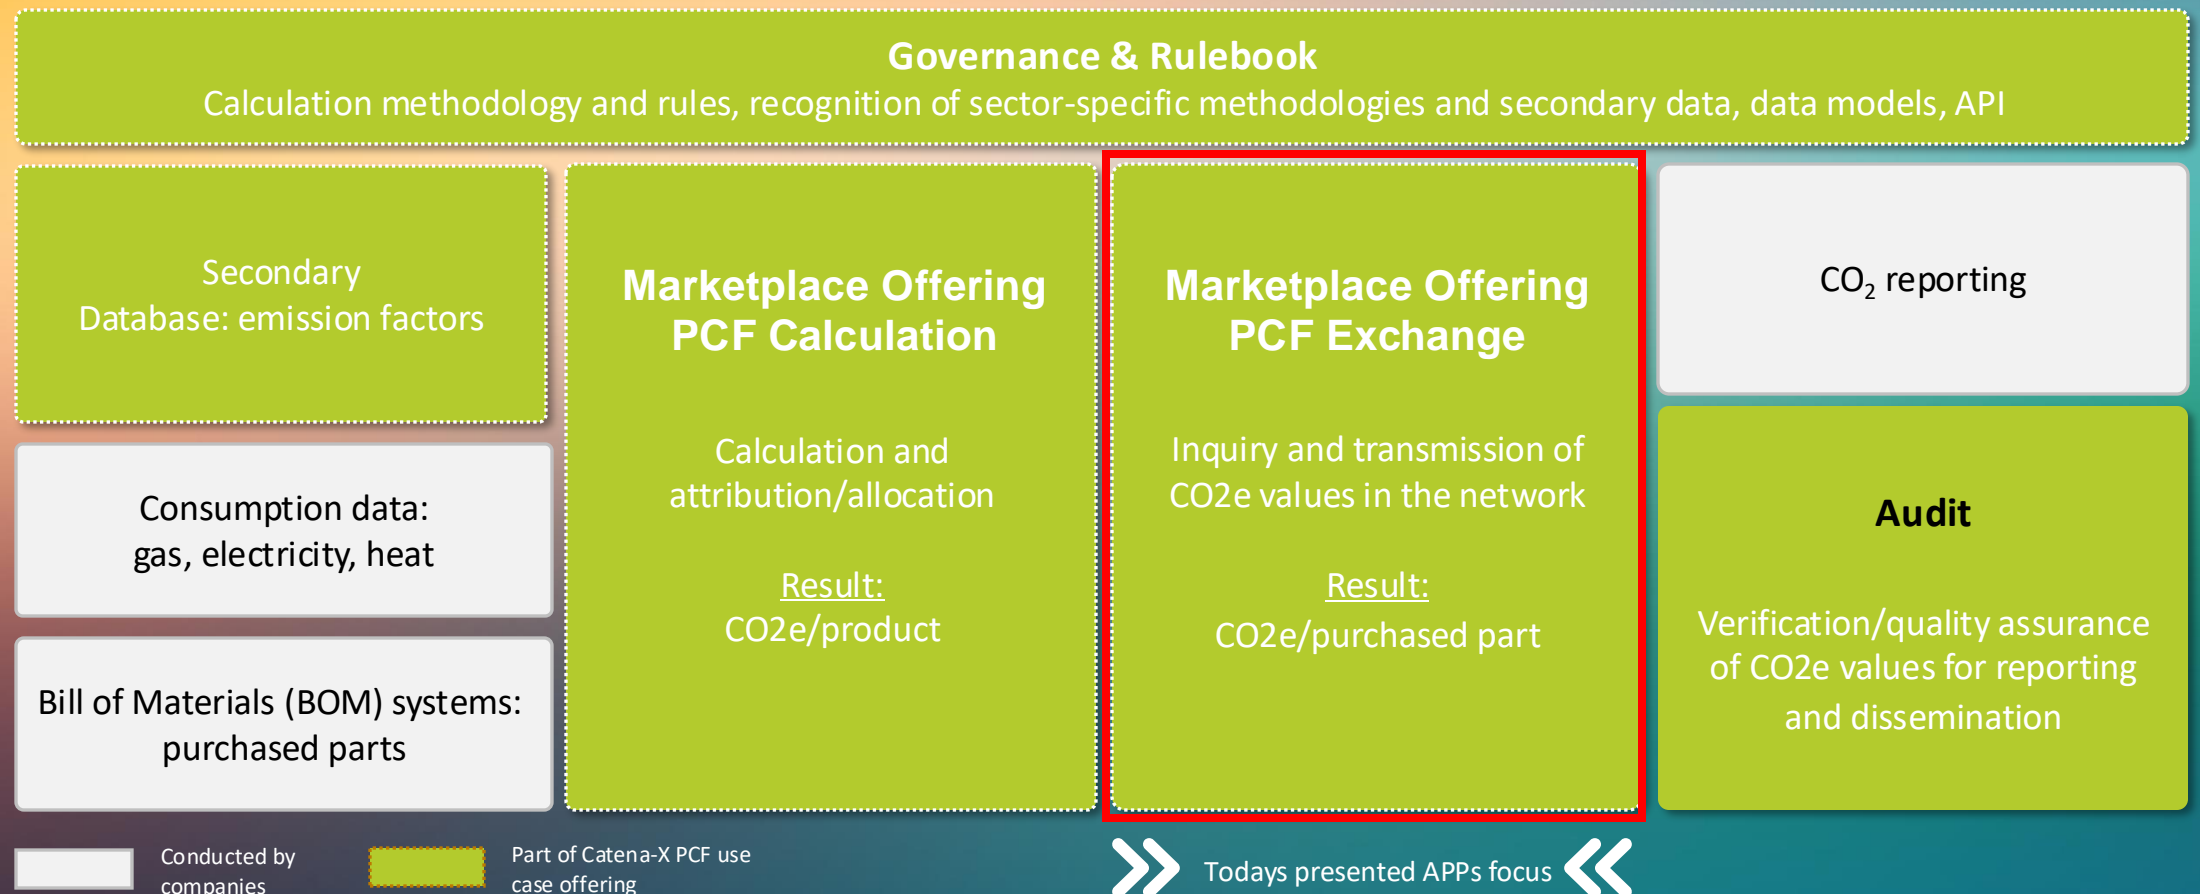 Governance & Rulebook
Calculation methodology and rules, recognition of sector-specific methodologies and secondary data, data models, API
Secondary
Database: emission factors
Consumption data:
gas, electricity, heat
Bill of Materials (BOM) systems:
purchased parts
Marketplace Offering
PCF Calculation
Calculation and
attribution/allocation
Result:
CO2e/product
Marketplace Offering
PCF Exchange
Inquiry and transmission of
CO2e values in the network
Result:
CO2e/purchased part
CO₂ reporting
Audit
Verification/quality assurance
of CO2e values for reporting
and dissemination
Conducted by
companies
Part of Catena-X PCF use
case offering
Todays presented APPs focus